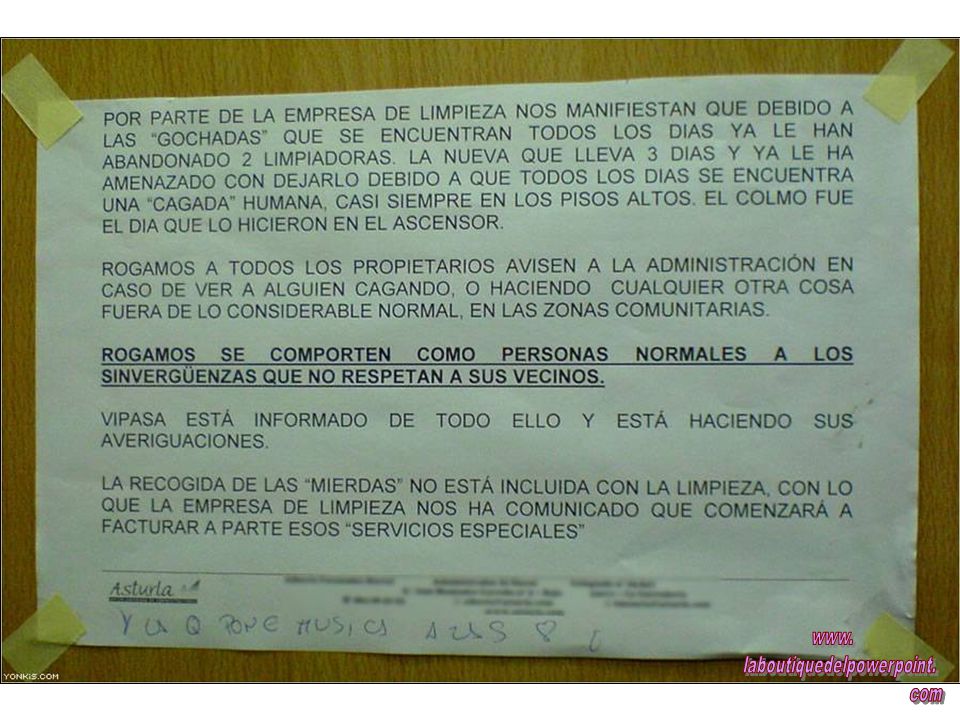 POR PARTE DE LA EMPRESA DE LIMPIEZA NOS MANIFIESTAN QUE DEBIDO A
LAS “GOCHADAS” QUE SE ENCUENTRAN TODOS LOS DIAS YA LE HAN
ABANDONADO 2 LIMPIADORAS. LA NUEVA QUE LLEVA 3 DIAS Y YA LE HA
AMENAZADO CON DEJARLO DEBIDO A QUE TODOS LOS DIAS SE ENCUENTRA
UNA “CAGADA” HUMANA, CASI SIEMPRE EN LOS PISOS ALTOS. EL COLMO FUE
EL DIA QUE LO HICIERON EN EL ASCENSOR.
ROGAMOS A TODOS LOS PROPIETARIOS AVISEN A LA ADMINISTRACIÓN EN
CASO DE VER A ALGUIEN CAGANDO, O HACIENDO CUALQUIER OTRA COSA
FUERA DE LO CONSIDERABLE NORMAL, EN LAS ZONAS COMUNITARIAS.
ROGAMOS SE COMPORTEN COMO PERSONAS NORMALES A LOS
SINVERGÜENZAS QUE NO RESPETAN A SUS VECINOS.
VIPASA ESTÁ INFORMADO DE TODO ELLO Y ESTÁ HACIENDO SUS
AVERIGUACIONES.
LA RECOGIDA DE LAS “MIERDAS” NO ESTÁ INCLUIDA CON LA LIMPIEZA, CON LO
QUE LA EMPRESA DE LIMPIEZA NOS HA COMUNICADO QUE COMENZARÁ A
FACTURAR A PARTE ESOS “SERVICIOS ESPECIALES”
Asturla
Y LA Q PONE MUSICA A LAS 8
YONKIS.COM
www.
laboutiquedelpowerpoint.
com